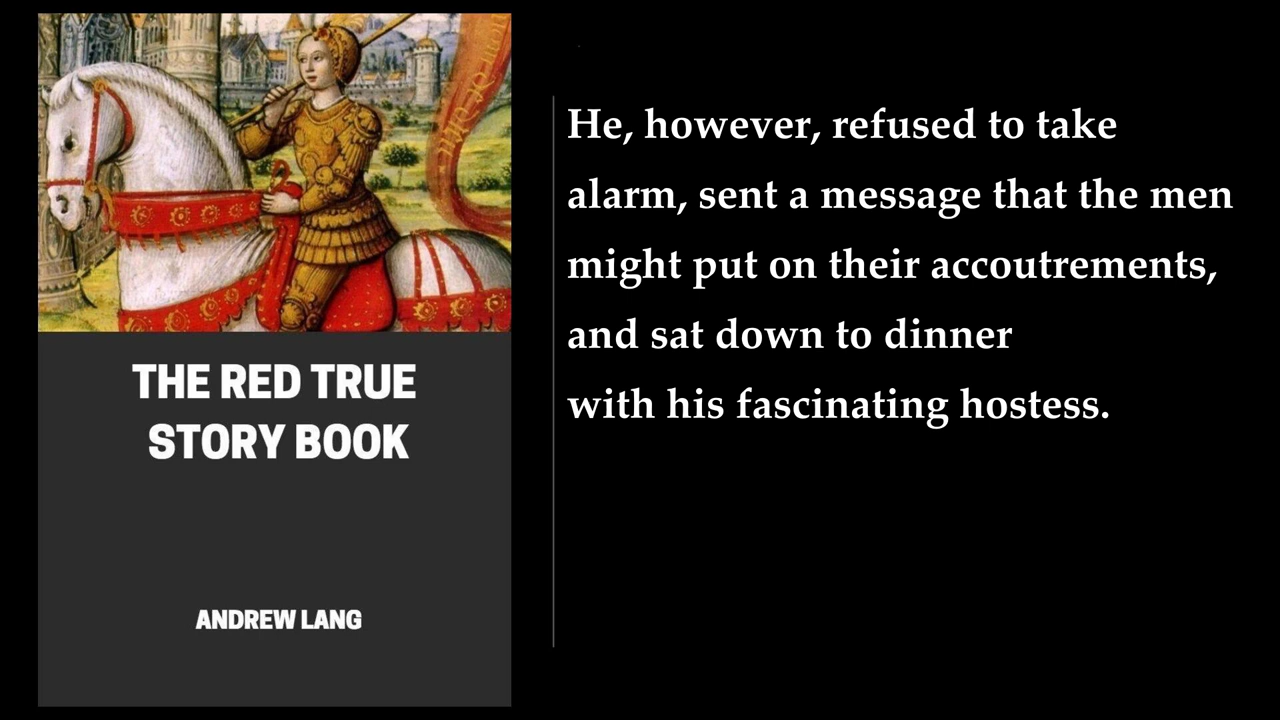 THE RED TRUE
STORY BOOK
ANDREW LANG
He, however, refused to take
alarm, sent a message that the men
might put on their accoutrements,
and sat down to dinner
with his fascinating hostess.